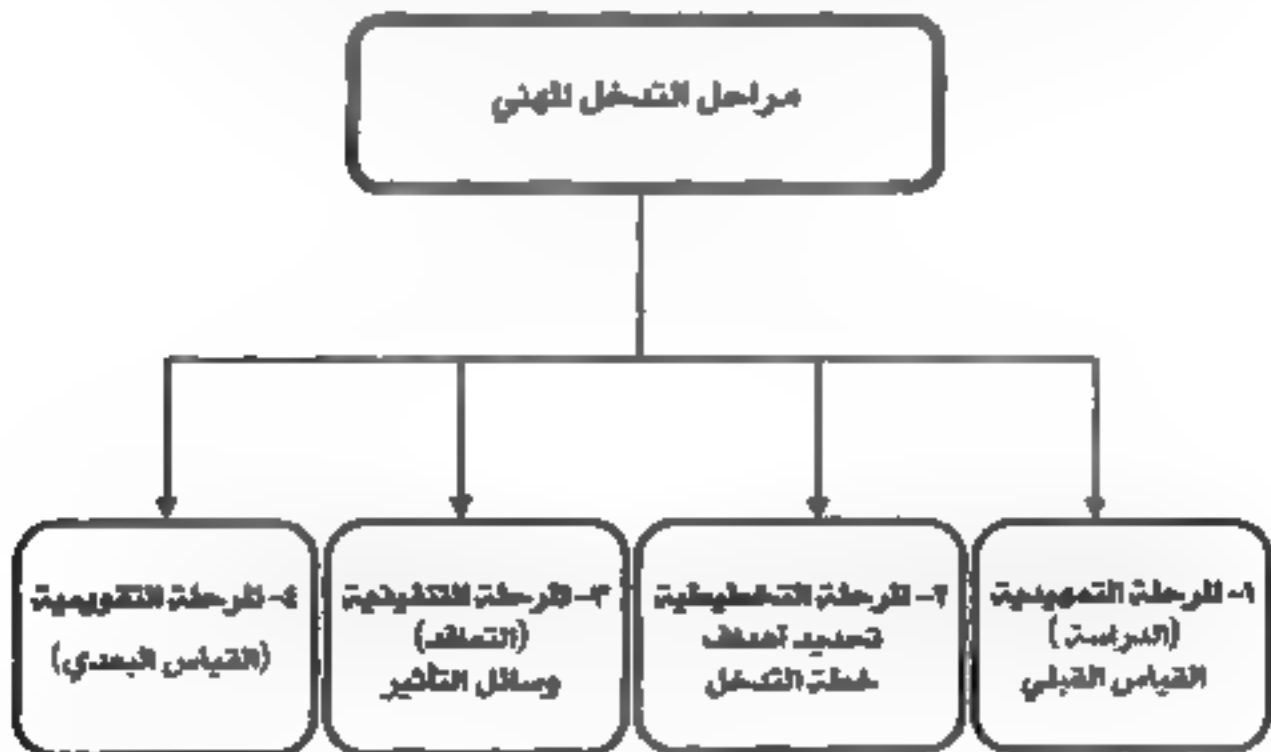 مراحل التدخل المهني
١- المرحلة التمهيدية
(الدراسة)
القياس القبلي
٢- المرحلة التخطيطية
تحديد أهداف
خطة التدخل
٣- المرحلة التنفيذية
(التعاقد)
وسائل التأثير
٤- المرحلة التقويمية
(القياس البعدي)